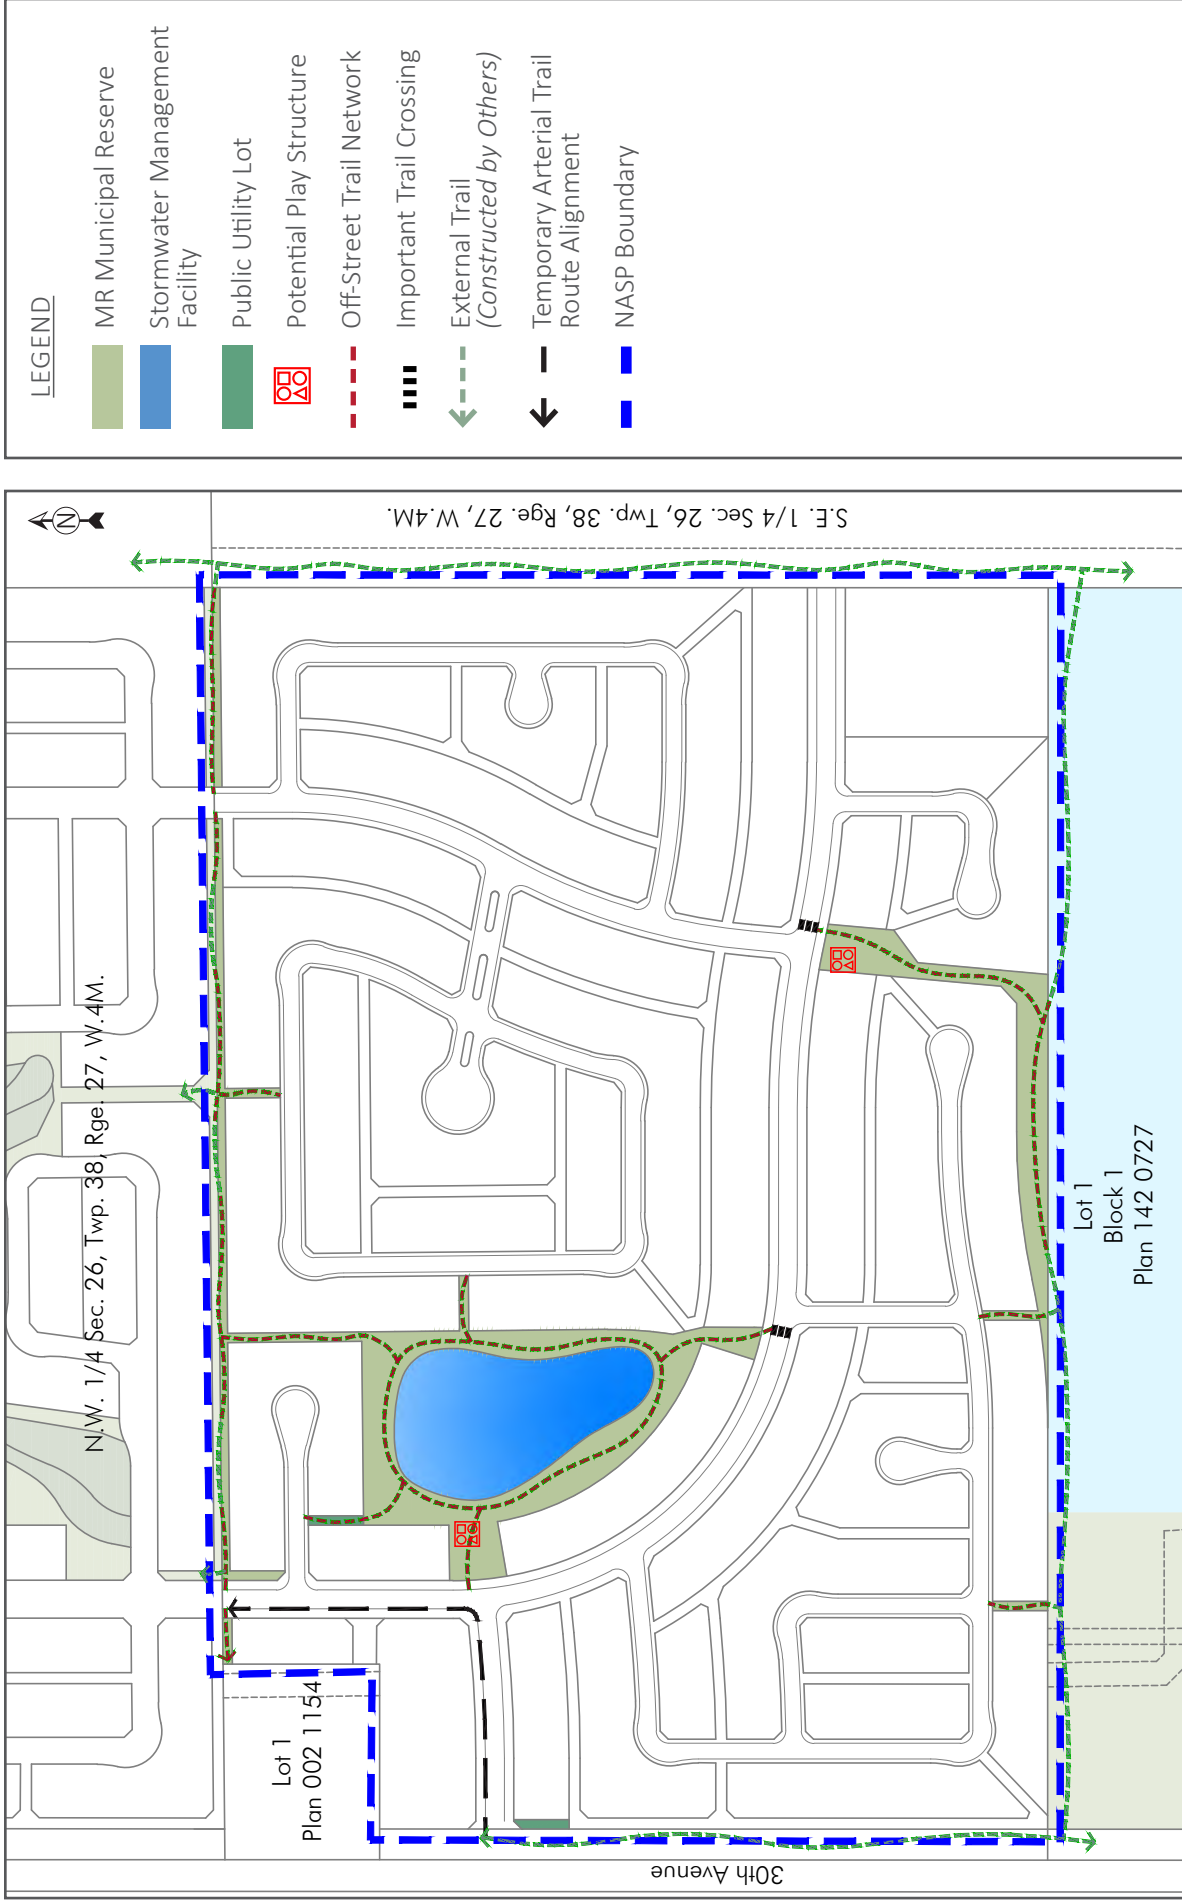 LEGEND
MR Municipal Reserve
Stormwater Management
Facility
Public Utility Lot
Potential Play Structure
Off-Street Trail Network
Important Trail Crossing
External Trail
(Constructed by Others)
Temporary Arterial Trail
Route Alignment
NASP Boundary
N
S.E. 1/4 Sec. 26, Twp. 38, Rge. 27, W.4M.
N.W. 1/4 Sec. 26, Twp. 38, Rge. 27, W.4M.
Lot 1
Block 1
Plan 142 0727
Lot 1
Plan 002 1154
30th Avenue